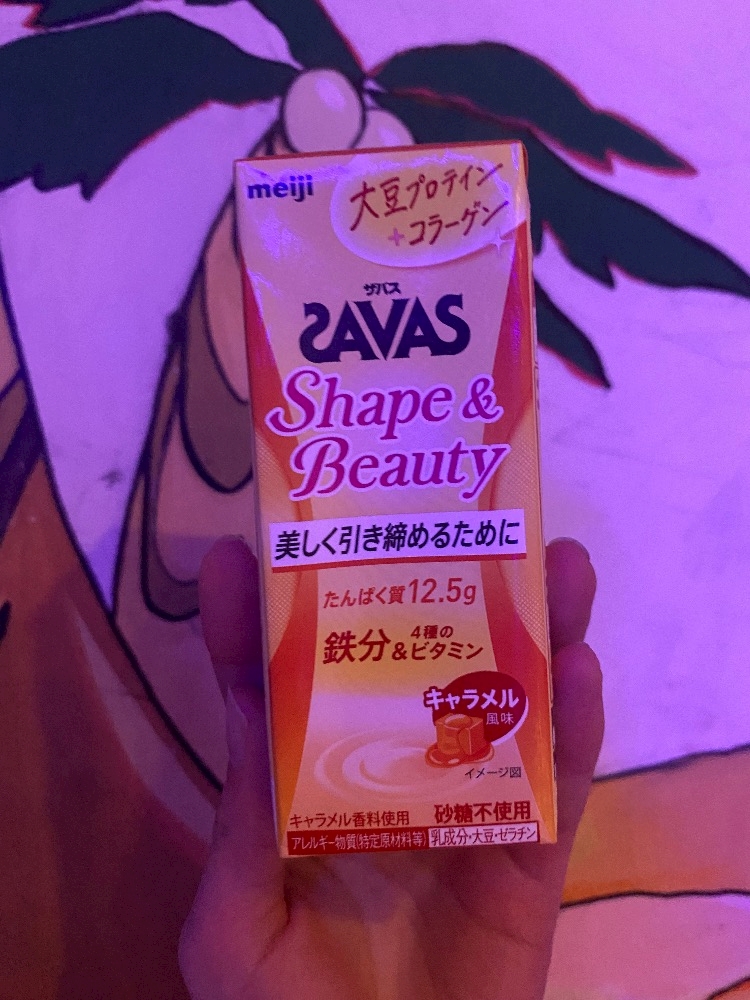 meiji
大豆プロテイン
+コラーゲン
ザバス
SAVAS
Shape &
Beauty
美しく引き締めるために
たんぱく質12.5g
鉄分&4種のビタミン
キャラメル
風味
イメージ図
キャラメル香料使用 砂糖不使用
アレルギー物質(特定原材料等) 乳成分・大豆・ゼラチン